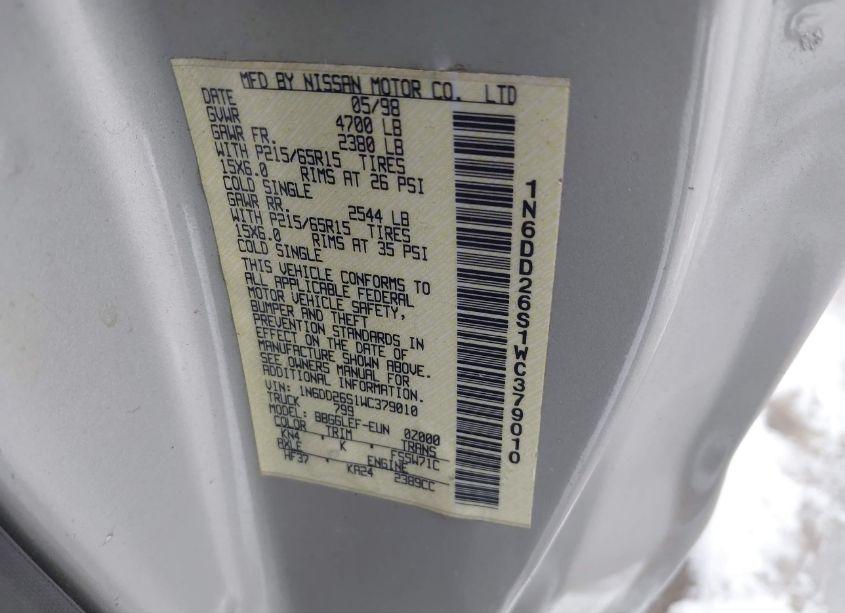 MFD BY NISSAN MOTOR CO. LTD
DATE 05/98
GVWR 4700 LB
GAWR FR. 2380 LB
WITH P215/65R15 TIRES
15X6.0 RIMS AT 26 PSI
COLD SINGLE
GAWR RR. 2544 LB
WITH P215/65R15 TIRES
15X6.0 RIMS AT 35 PSI
COLD SINGLE
THIS VEHICLE CONFORMS TO
ALL APPLICABLE FEDERAL
MOTOR VEHICLE SAFETY,
BUMPER AND THEFT
PREVENTION STANDARDS IN
EFFECT ON THE DATE OF
MANUFACTURE SHOWN ABOVE.
SEE OWNERS MANUAL FOR
ADDITIONAL INFORMATION.
VIN: 1N6DD26S1WC379010
TRUCK 799
MODEL: BBGGLEF-EUN 02000
COLOR TRIM TRANS
KN4 . K . FS5W71C
AXLE ENGINE
HF37 KA24 2389CC
1N6DD26S1WC379010